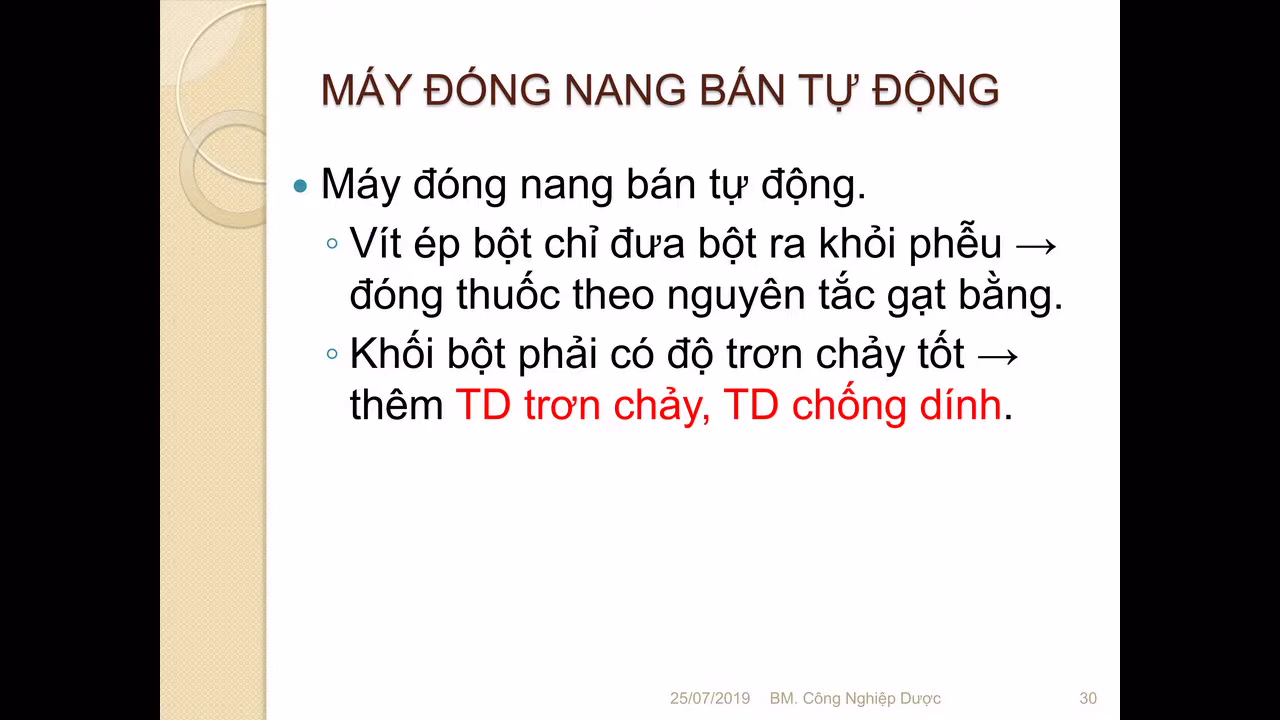 MÁY ĐÓNG NANG BÁN TỰ ĐỘNG
• Máy đóng nang bán tự động.
◦ Vít ép bột chỉ đưa bột ra khỏi phễu →
đóng thuốc theo nguyên tắc gạt bằng.
◦ Khối bột phải có độ trơn chảy tốt →
thêm TD trơn chảy, TD chống dính.
25/07/2019 BM. Công Nghiệp Dược 30